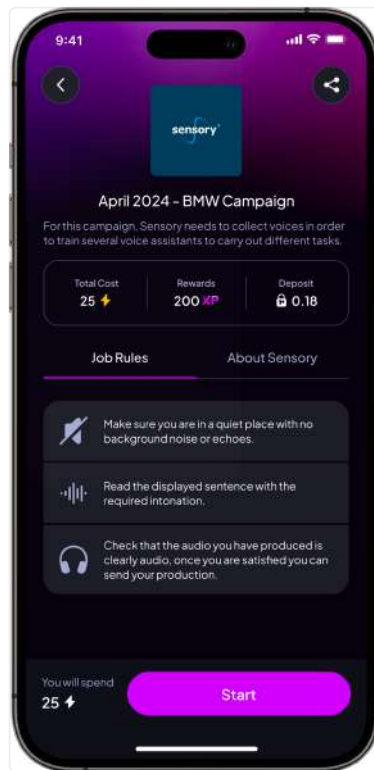 9:41
sensory
April 2024 - BMW Campaign
For this campaign, Sensory needs to collect voices in order
to train several voice assistants to carry out different tasks.
Total Cost Rewards Deposit
25 200 XP 0.18
Job Rules About Sensory
Make sure you are in a quiet place with no
background noise or echoes.
Read the displayed sentence with the
required intonation.
Check that the audio you have produced is
clearly audio, once you are satisfied you can
send your production.
You will spend
25
Start